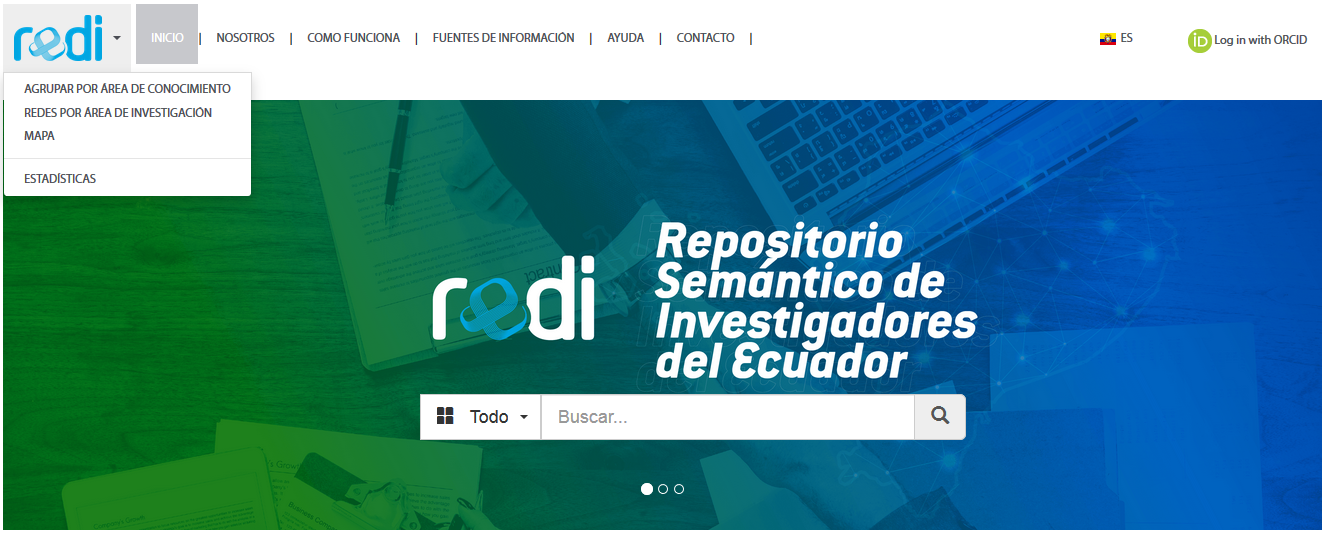 redi
INICIO | NOSOTROS | COMO FUNCIONA | FUENTES DE INFORMACIÓN | AYUDA | CONTACTO |
ES
iD Log in with ORCID
AGRUPAR POR ÁREA DE CONOCIMIENTO
REDES POR ÁREA DE INVESTIGACIÓN
MAPA
ESTADÍSTICAS
redi
Repositorio
Semántico de
Investigadores
del Ecuador
Todo
Buscar...